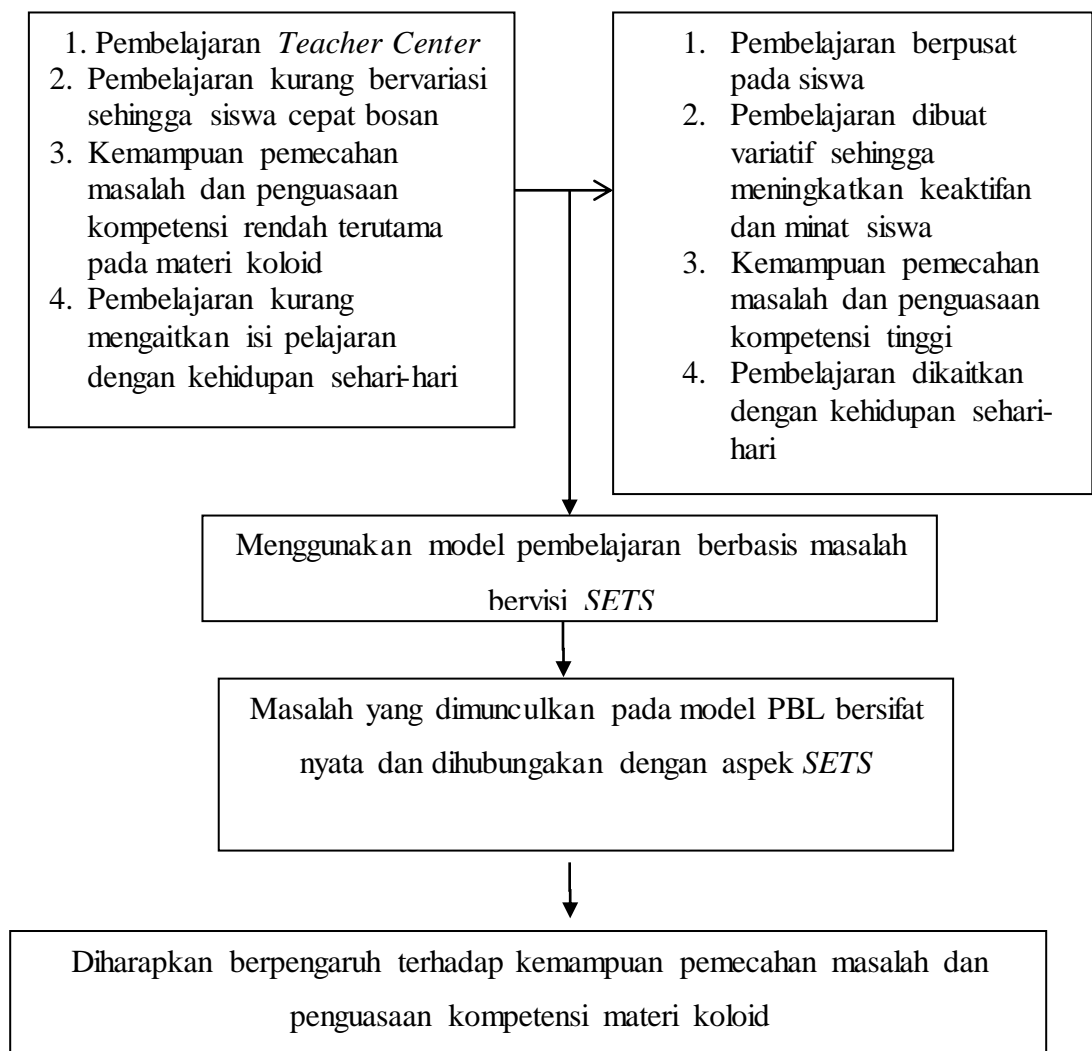 1. Pembelajaran Teacher Center
2. Pembelajaran kurang bervariasi
sehingga siswa cepat bosan
3. Kemampuan pemecahan
masalah dan penguasaan
kompetensi rendah terutama
pada materi koloid
4. Pembelajaran kurang
mengaitkan isi pelajaran
dengan kehidupan sehari-hari
1. Pembelajaran berpusat
pada siswa
2. Pembelajaran dibuat
variatif sehingga
meningkatkan keaktifan
dan minat siswa
3. Kemampuan pemecahan
masalah dan penguasaan
kompetensi tinggi
4. Pembelajaran dikaitkan
dengan kehidupan sehari-
hari
Menggunakan model pembelajaran berbasis masalah
bervisi SETS
Masalah yang dimunculkan pada model PBL bersifat
nyata dan dihubungakan dengan aspek SETS
Diharapkan berpengaruh terhadap kemampuan pemecahan masalah dan
penguasaan kompetensi materi koloid